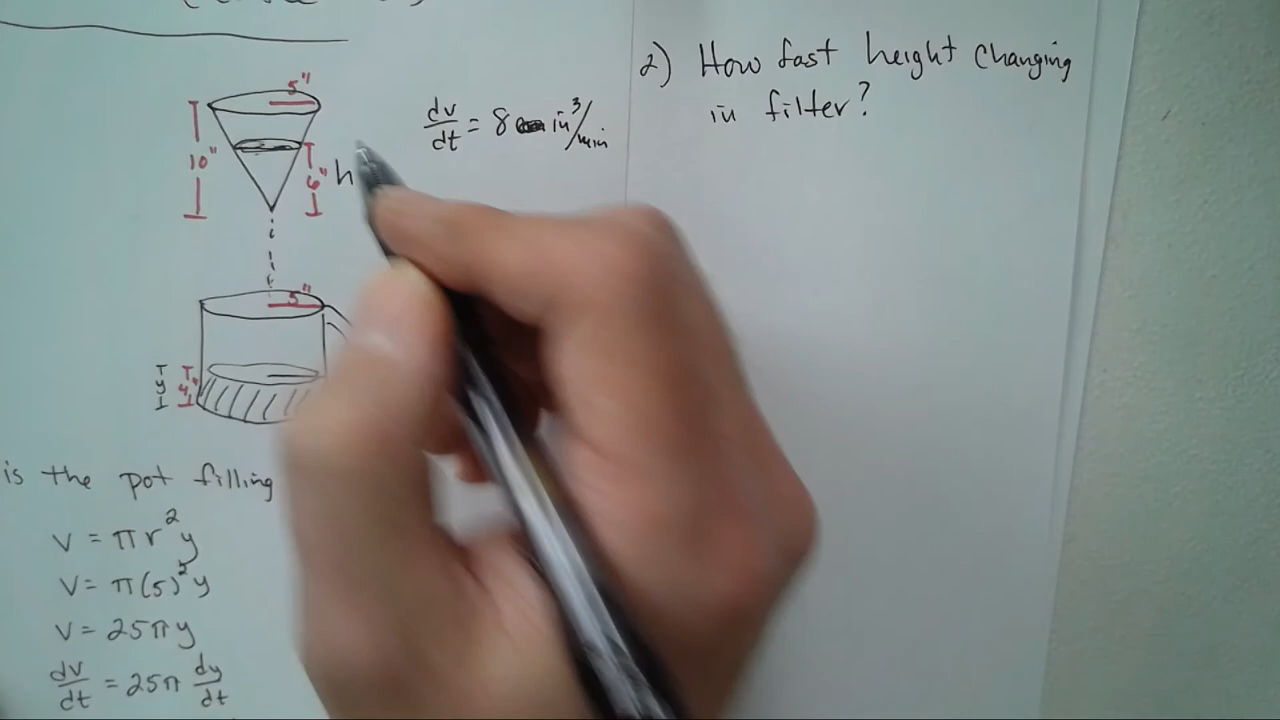 5"
10"
6" h
5"
y 4"
dv/dt = 8 in³/min
is the pot filling
V = πr²y
V = π(5)²y
V = 25πy
dv/dt = 25π dy/dt
2) How fast height changing
in filter?